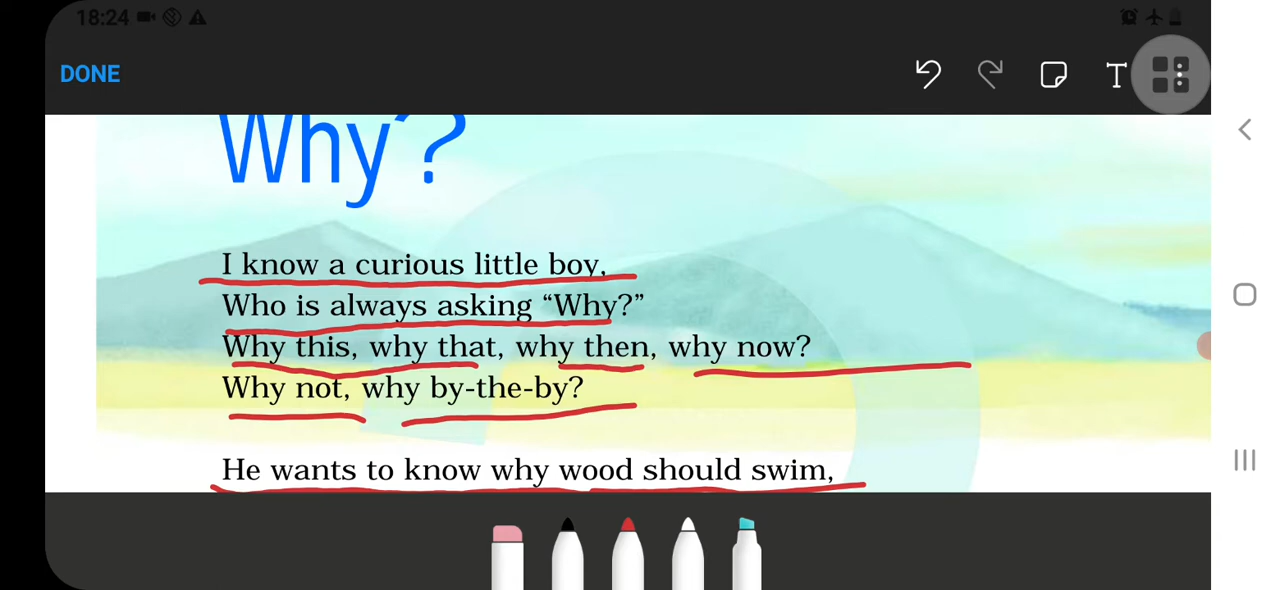 18:24
DONE
T
Why?
I know a curious little boy,
Who is always asking “Why?”
Why this, why that, why then, why now?
Why not, why by-the-by?
He wants to know why wood should swim,